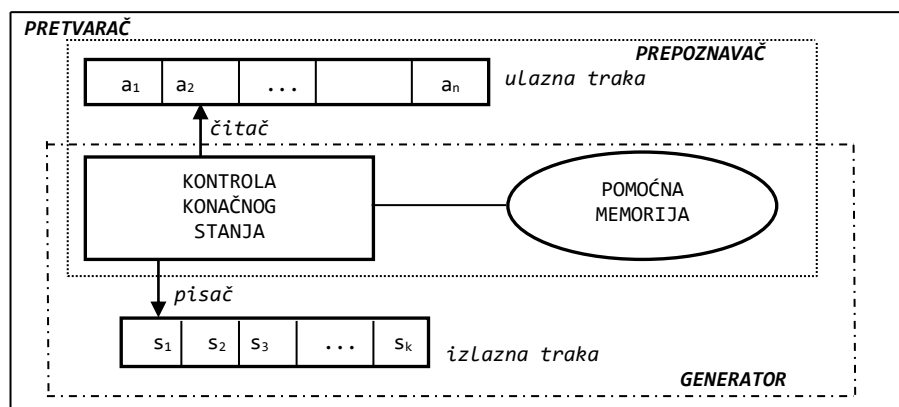 PRETVARAČ
PREPOZNAVAČ
a₁ a₂ ... aₙ
ulazna traka
čitač
KONTROLA
KONAČNOG
STANJA
POMOĆNA
MEMORIJA
pisač
s₁ s₂ s₃ ... sₖ
izlazna traka
GENERATOR